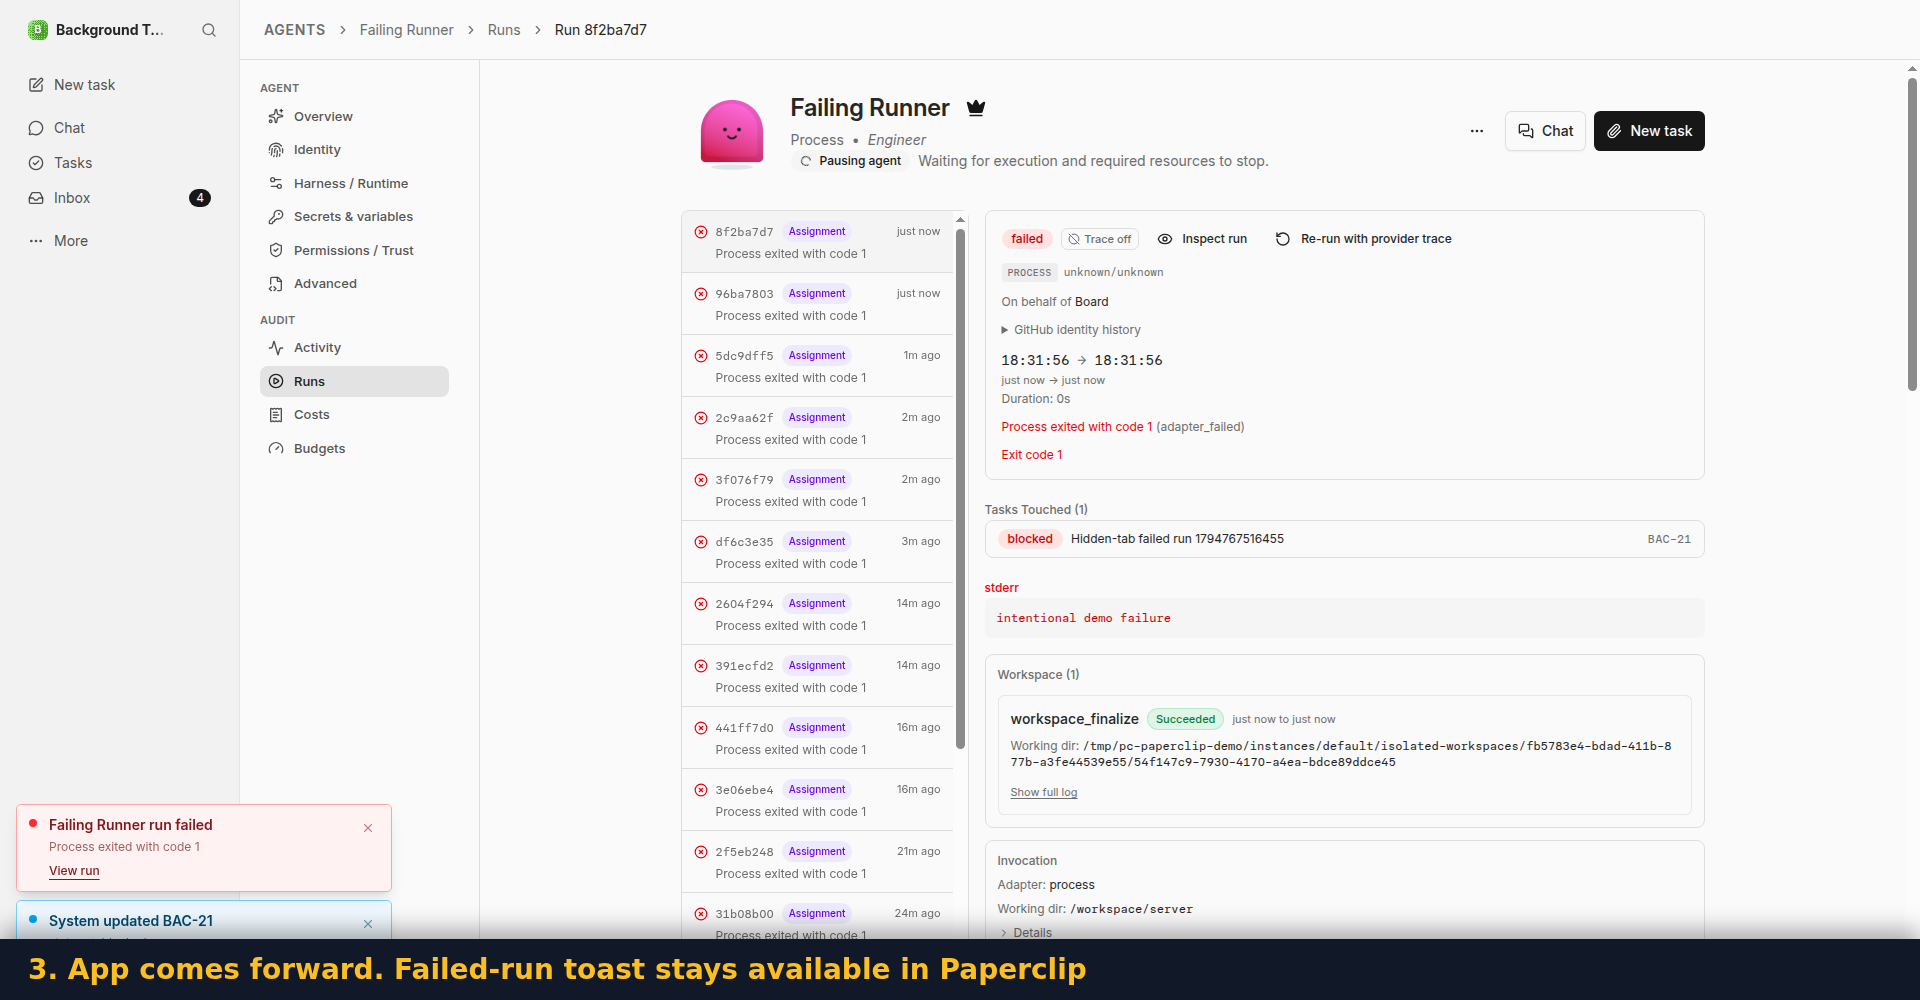 Background T...
New task
Chat
Tasks
Inbox
4
More
AGENTS > Failing Runner > Runs > Run 8f2ba7d7
AGENT
Overview
Identity
Harness / Runtime
Secrets & variables
Permissions / Trust
Advanced
AUDIT
Activity
Runs
Costs
Budgets
Failing Runner
Process • Engineer
Pausing agent Waiting for execution and required resources to stop.
Chat
New task
8f2ba7d7 Assignment just now
Process exited with code 1
96ba7803 Assignment just now
Process exited with code 1
5dc9dff5 Assignment 1m ago
Process exited with code 1
2c9aa62f Assignment 2m ago
Process exited with code 1
3f076f79 Assignment 2m ago
Process exited with code 1
df6c3e35 Assignment 3m ago
Process exited with code 1
2604f294 Assignment 14m ago
Process exited with code 1
391ecfd2 Assignment 14m ago
Process exited with code 1
441ff7d0 Assignment 16m ago
Process exited with code 1
3e06ebe4 Assignment 16m ago
Process exited with code 1
2f5eb248 Assignment 21m ago
Process exited with code 1
31b08b00 Assignment 24m ago
Process exited with code 1
failed Trace off Inspect run Re-run with provider trace
PROCESS unknown/unknown
On behalf of Board
GitHub identity history
18:31:56 → 18:31:56
just now → just now
Duration: 0s
Process exited with code 1 (adapter_failed)
Exit code 1
Tasks Touched (1)
blocked Hidden-tab failed run 1794767516455 BAC-21
stderr
intentional demo failure
Workspace (1)
workspace_finalize Succeeded just now to just now
Working dir: /tmp/pc-paperclip-demo/instances/default/isolated-workspaces/fb5783e4-bdad-411b-8
77b-a3fe44539e55/54f147c9-7930-4170-a4ea-bdce89ddce45
Show full log
Invocation
Adapter: process
Working dir: /workspace/server
Details
Failing Runner run failed
Process exited with code 1
View run
System updated BAC-21
3. App comes forward. Failed-run toast stays available in Paperclip